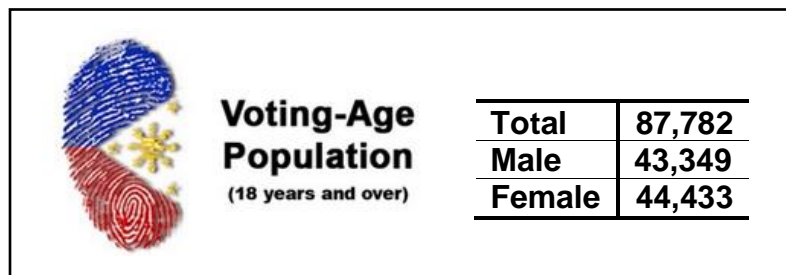 Voting-Age
Population
(18 years and over)
Total 87,782
Male 43,349
Female 44,433